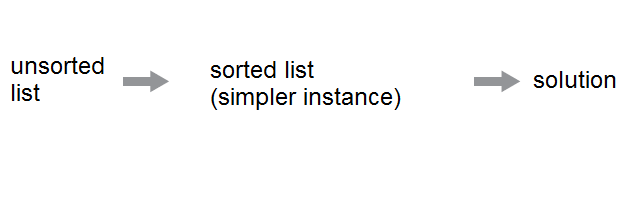 unsorted
list
sorted list
(simpler instance)
solution